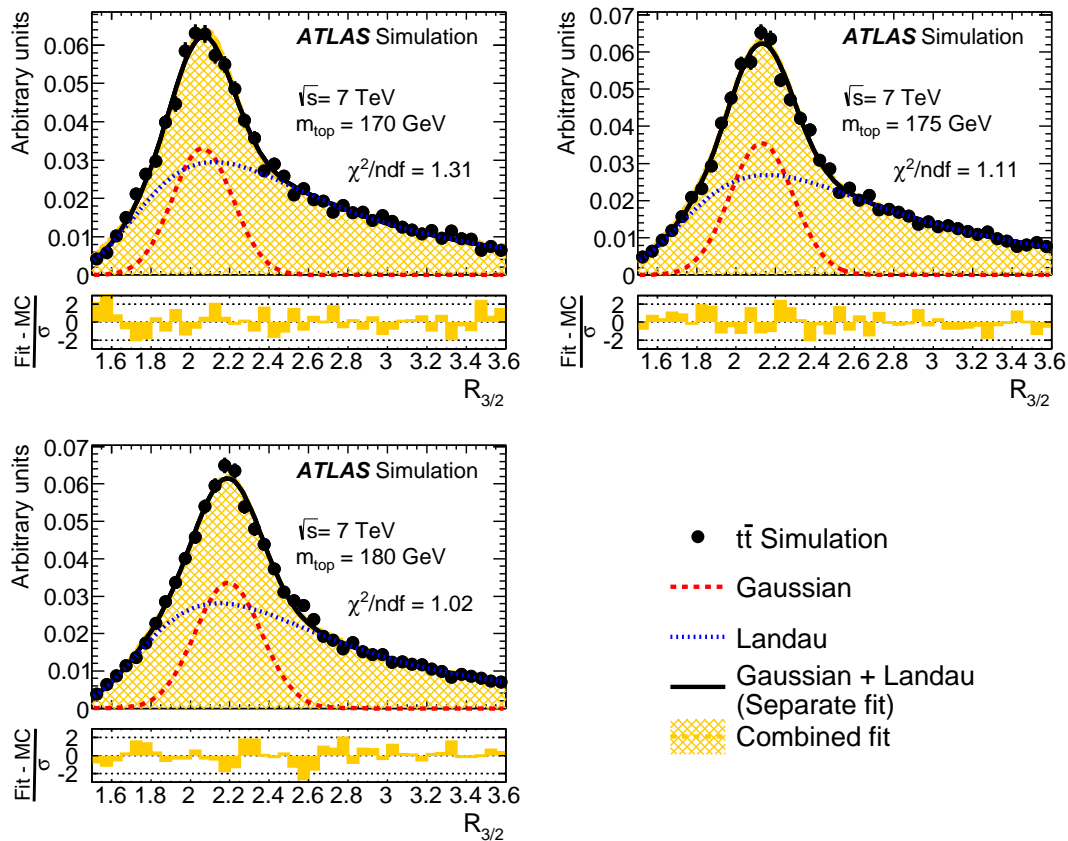 Arbitrary units
0.06
0.05
0.04
0.03
0.02
0.01
0
ATLAS Simulation
√s= 7 TeV
m_top = 170 GeV
χ²/ndf = 1.31
Fit - MC
σ
2
0
-2
1.6 1.8 2 2.2 2.4 2.6 2.8 3 3.2 3.4 3.6
R_3/2
Arbitrary units
0.07
0.06
0.05
0.04
0.03
0.02
0.01
0
ATLAS Simulation
√s= 7 TeV
m_top = 175 GeV
χ²/ndf = 1.11
Fit - MC
σ
2
0
-2
1.6 1.8 2 2.2 2.4 2.6 2.8 3 3.2 3.4 3.6
R_3/2
Arbitrary units
0.07
0.06
0.05
0.04
0.03
0.02
0.01
0
ATLAS Simulation
√s= 7 TeV
m_top = 180 GeV
χ²/ndf = 1.02
Fit - MC
σ
2
0
-2
1.6 1.8 2 2.2 2.4 2.6 2.8 3 3.2 3.4 3.6
R_3/2
tt̄ Simulation
Gaussian
Landau
Gaussian + Landau
(Separate fit)
Combined fit